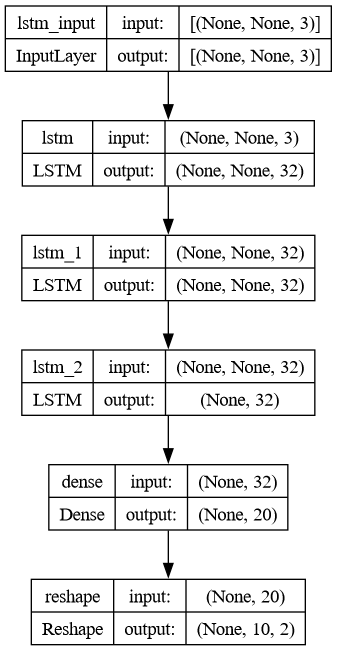 lstm_input input: [(None, None, 3)]
InputLayer output: [(None, None, 3)]
lstm input: (None, None, 3)
LSTM output: (None, None, 32)
lstm_1 input: (None, None, 32)
LSTM output: (None, None, 32)
lstm_2 input: (None, None, 32)
LSTM output: (None, 32)
dense input: (None, 32)
Dense output: (None, 20)
reshape input: (None, 20)
Reshape output: (None, 10, 2)